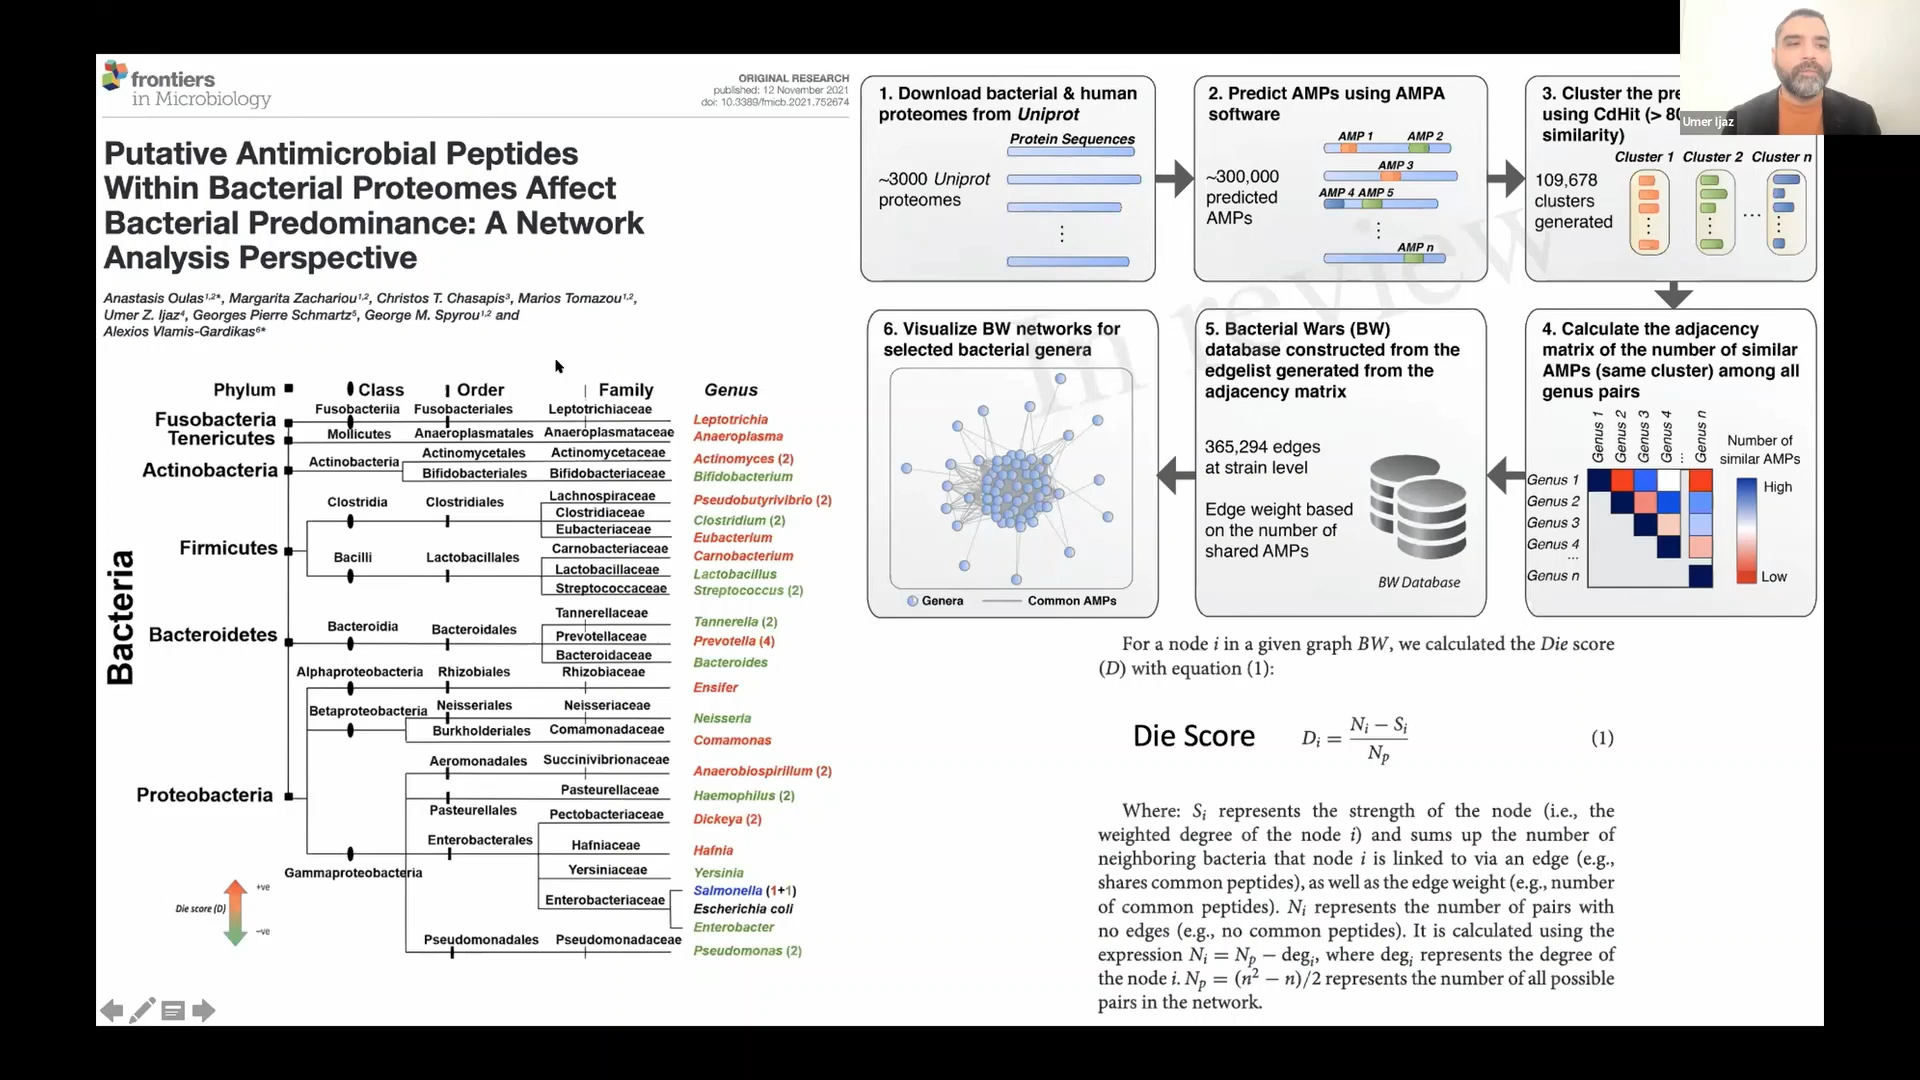 frontiers
in Microbiology
ORIGINAL RESEARCH
published: 12 November 2021
doi: 10.3389/fmicb.2021.752674
Putative Antimicrobial Peptides
Within Bacterial Proteomes Affect
Bacterial Predominance: A Network
Analysis Perspective
Anastasis Oulas1,2*, Margarita Zachariou1,2, Christos T. Chasapis3, Marios Tomazou1,2,
Umer Z. Ijaz4, Georges Pierre Schmartz5, George M. Spyrou1,2 and
Alexios Vlamis-Gardikas6*
Phylum Class Order Family Genus
Fusobacteria Fusobacteriia Fusobacteriales Leptotrichiaceae Leptotrichia
Tenericutes Mollicutes Anaeroplasmatales Anaeroplasmataceae Anaeroplasma
Actinobacteria Actinobacteria Actinomycetales Actinomycetaceae Actinomyces (2)
Bifidobacteriales Bifidobacteriaceae Bifidobacterium
Firmicutes
Clostridia Clostridiales Lachnospiraceae Pseudobutyrivibrio (2)
Clostridiaceae Clostridium (2)
Eubacteriaceae Eubacterium
Bacilli Lactobacillales Carnobacteriaceae Carnobacterium
Lactobacillaceae Lactobacillus
Streptococcaceae Streptococcus (2)
Bacteroidetes Bacteroidia Bacteroidales Tannerellaceae Tannerella (2)
Prevotellaceae Prevotella (4)
Bacteroidaceae Bacteroides
Alphaproteobacteria Rhizobiales Rhizobiaceae Ensifer
Betaproteobacteria Neisseriales Neisseriaceae Neisseria
Burkholderiales Comamonadaceae Comamonas
Proteobacteria
Aeromonadales Succinivibrionaceae Anaerobiospirillum (2)
Pasteurellales Pasteurellaceae Haemophilus (2)
Enterobacterales Pectobacteriaceae Dickeya (2)
Hafniaceae Hafnia
Gammaproteobacteria Yersiniaceae Yersinia
Enterobacteriaceae Salmonella (1+1)
Escherichia coli
Enterobacter
Pseudomonadales Pseudomonadaceae Pseudomonas (2)
Bacteria
Die score (D)
+ve
−ve
1. Download bacterial & human
proteomes from Uniprot
Protein Sequences
~3000 Uniprot
proteomes
2. Predict AMPs using AMPA
software
~300,000
predicted
AMPs
AMP 1 AMP 2
AMP 3
AMP 4 AMP 5
AMP n
3. Cluster the pre
using CdHit (> 80
similarity)
Cluster 1 Cluster 2 Cluster n
109,678
clusters
generated
4. Calculate the adjacency
matrix of the number of similar
AMPs (same cluster) among all
genus pairs
Genus 1 Genus 2 Genus 3 Genus 4 ... Genus n
Genus 1
Genus 2
Genus 3
Genus 4
...
Genus n
Number of
similar AMPs
High
Low
5. Bacterial Wars (BW)
database constructed from the
edgelist generated from the
adjacency matrix
365,294 edges
at strain level
Edge weight based
on the number of
shared AMPs
BW Database
6. Visualize BW networks for
selected bacterial genera
Genera Common AMPs
In review
For a node i in a given graph BW, we calculated the Die score
(D) with equation (1):
Die Score Di = (Ni − Si) / Np (1)
Where: Si represents the strength of the node (i.e., the
weighted degree of the node i) and sums up the number of
neighboring bacteria that node i is linked to via an edge (e.g.,
shares common peptides), as well as the edge weight (e.g., number
of common peptides). Ni represents the number of pairs with
no edges (e.g., no common peptides). It is calculated using the
expression Ni = Np − degi, where degi represents the degree of
the node i. Np = (n² − n)/2 represents the number of all possible
pairs in the network.
Umer Ijaz